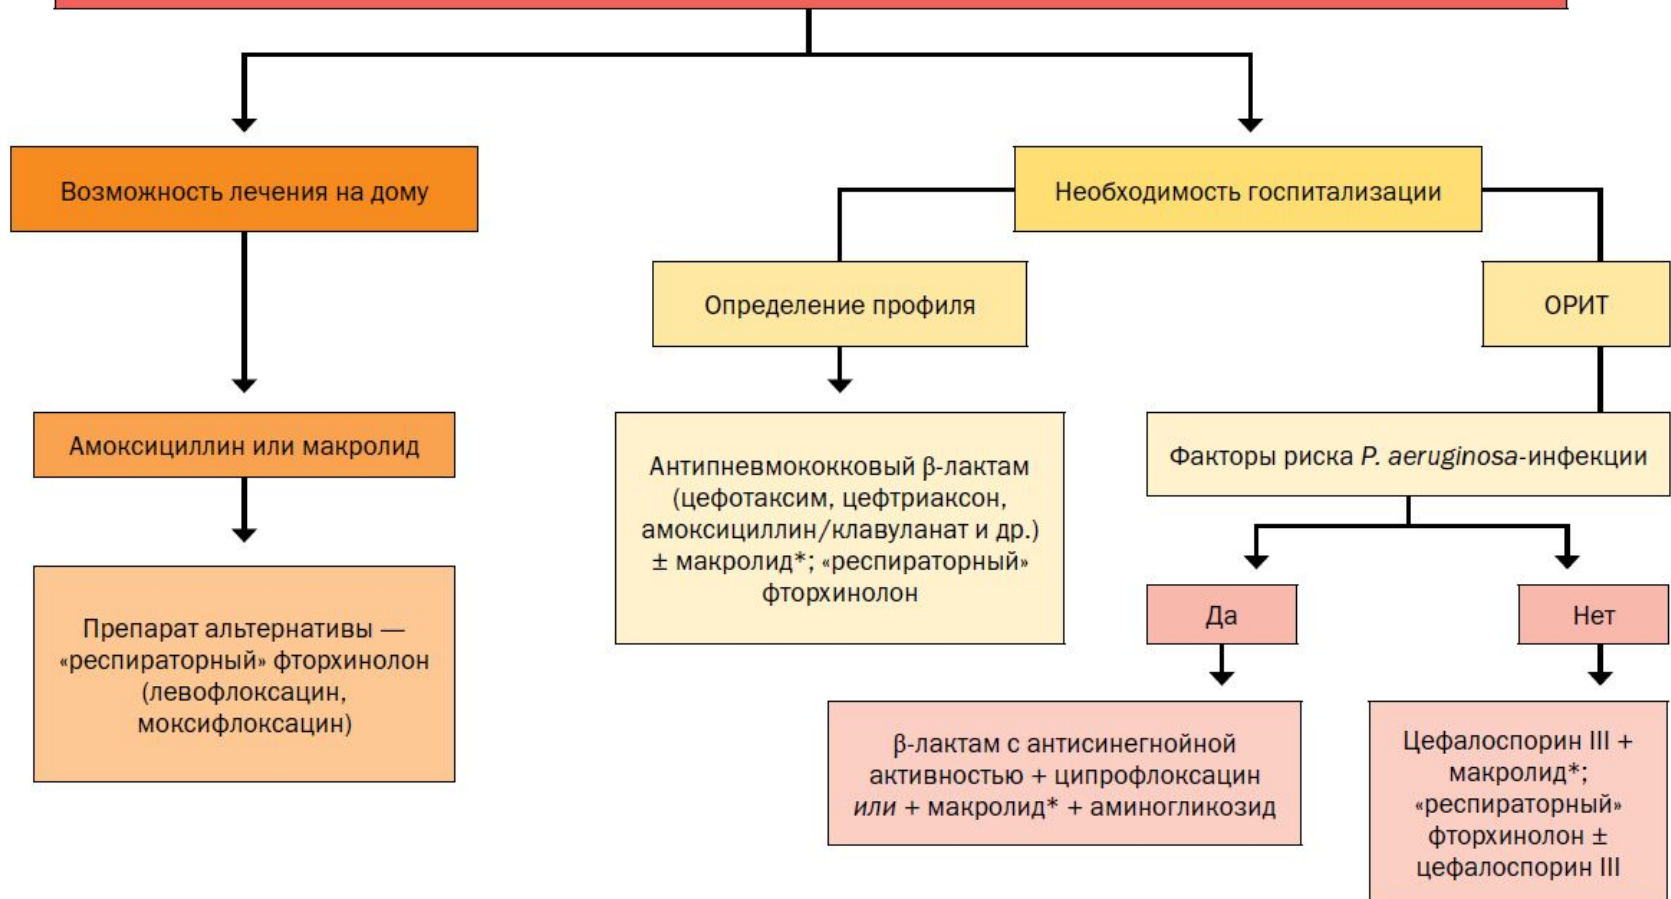 Возможность лечения на дому
Необходимость госпитализации
Определение профиля
ОРИТ
Амоксициллин или макролид
Антипневмококковый β-лактам
(цефотаксим, цефтриаксон,
амоксициллин/клавуланат и др.)
± макролид*; «респираторный»
фторхинолон
Факторы риска P. aeruginosa-инфекции
Препарат альтернативы —
«респираторный» фторхинолон
(левофлоксацин,
моксифлоксацин)
Да
Нет
β-лактам с антисинегнойной
активностью + ципрофлоксацин
или + макролид* + аминогликозид
Цефалоспорин III +
макролид*;
«респираторный»
фторхинолон ±
цефалоспорин III